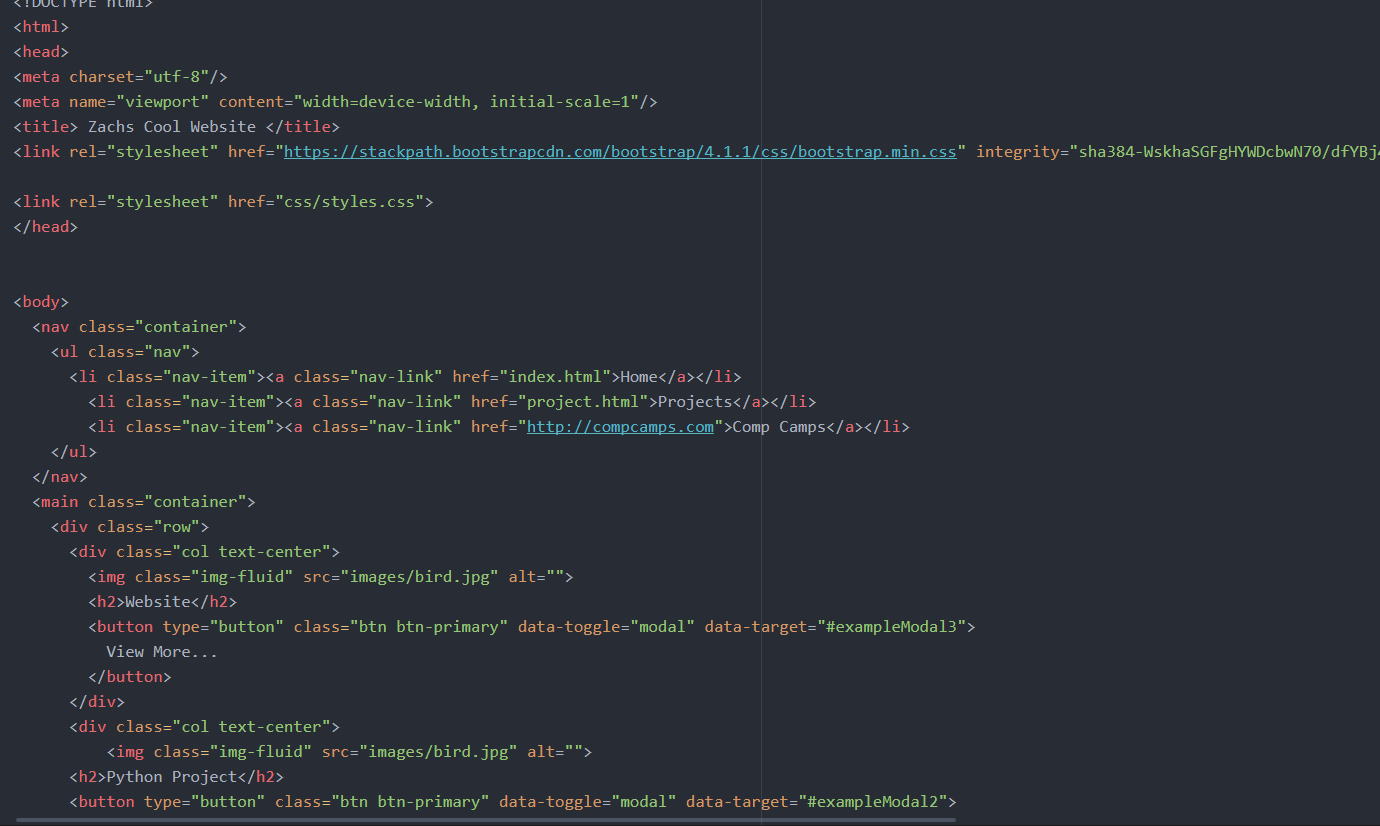 <!DOCTYPE html>
<html>
<head>
<meta charset="utf-8"/>
<meta name="viewport" content="width=device-width, initial-scale=1"/>
<title> Zachs Cool Website </title>
<link rel="stylesheet" href="https://stackpath.bootstrapcdn.com/bootstrap/4.1.1/css/bootstrap.min.css" integrity="sha384-WskhaSGFgHYWDcbwN70/dfYBj
<link rel="stylesheet" href="css/styles.css">
</head>
<body>
<nav class="container">
<ul class="nav">
<li class="nav-item"><a class="nav-link" href="index.html">Home</a></li>
<li class="nav-item"><a class="nav-link" href="project.html">Projects</a></li>
<li class="nav-item"><a class="nav-link" href="http://compcamps.com">Comp Camps</a></li>
</ul>
</nav>
<main class="container">
<div class="row">
<div class="col text-center">
<img class="img-fluid" src="images/bird.jpg" alt="">
<h2>Website</h2>
<button type="button" class="btn btn-primary" data-toggle="modal" data-target="#exampleModal3">
View More...
</button>
</div>
<div class="col text-center">
<img class="img-fluid" src="images/bird.jpg" alt="">
<h2>Python Project</h2>
<button type="button" class="btn btn-primary" data-toggle="modal" data-target="#exampleModal2">